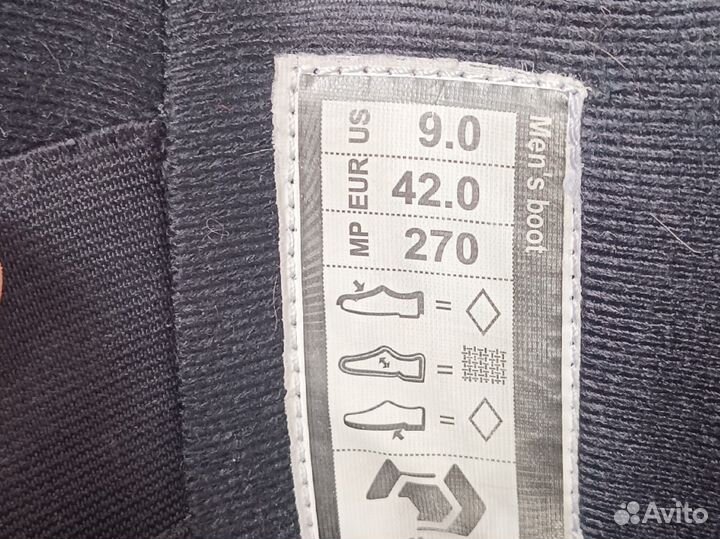 Men's boot
US 9.0
EUR 42.0
MP 270
=
=
=
Avito